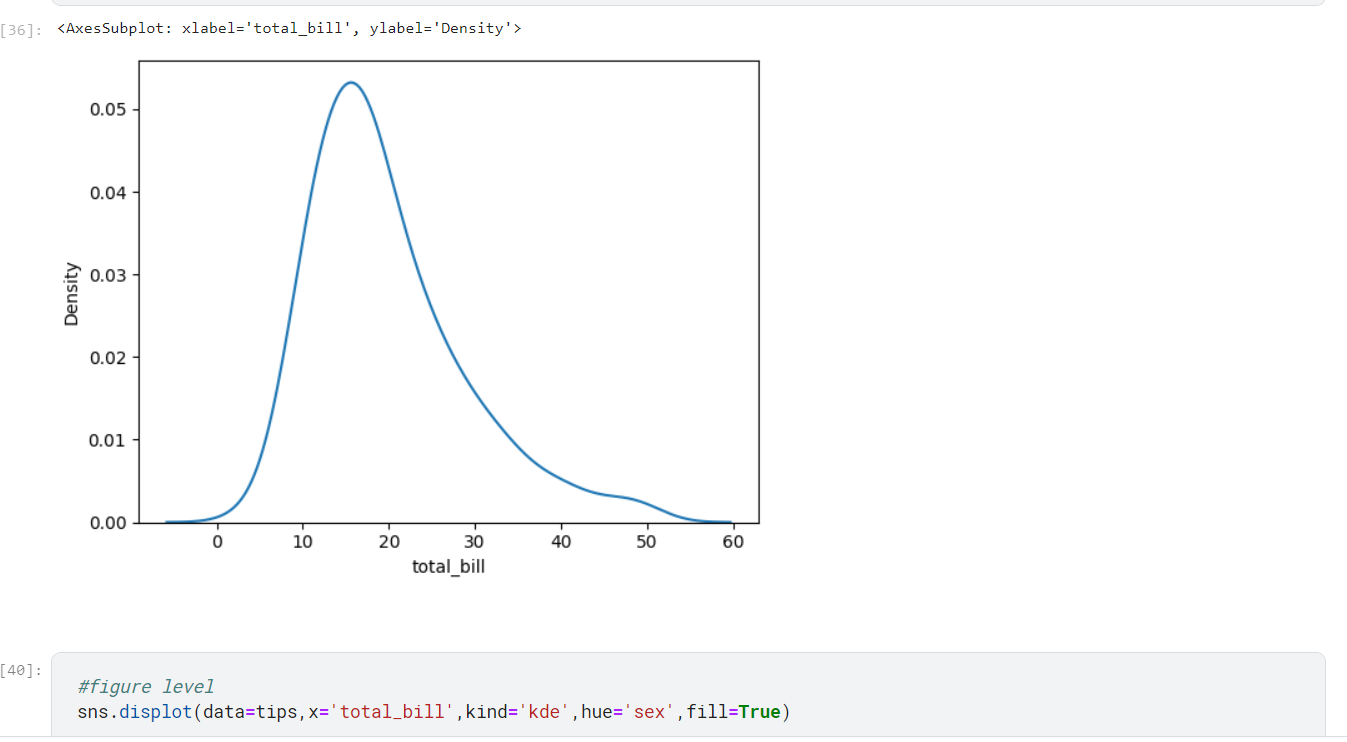 [36]: <AxesSubplot: xlabel='total_bill', ylabel='Density'>
0.05
0.04
0.03
0.02
0.01
0.00
Density
0 10 20 30 40 50 60
total_bill
[40]:
#figure level
sns.displot(data=tips,x='total_bill',kind='kde',hue='sex',fill=True)